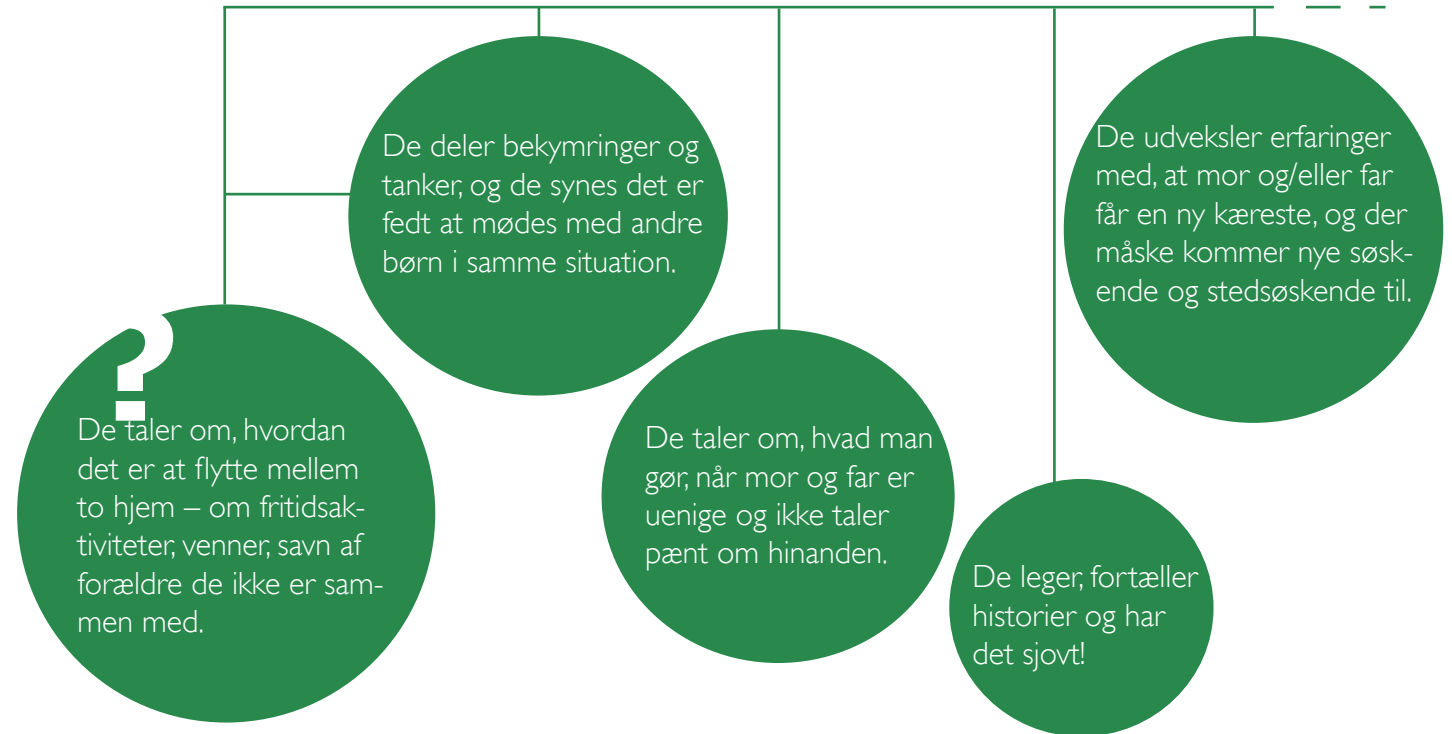 De deler bekymringer og
tanker, og de synes det er
fedt at mødes med andre
børn i samme situation.
De udveksler erfaringer
med, at mor og/eller far
får en ny kæreste, og der
måske kommer nye søsk-
ende og stedsøskende til.
?
De taler om, hvordan
det er at flytte mellem
to hjem – om fritidsak-
tiviteter, venner, savn af
forældre de ikke er sam-
men med.
De taler om, hvad man
gør, når mor og far er
uenige og ikke taler
pænt om hinanden.
De leger, fortæller
historier og har
det sjovt!